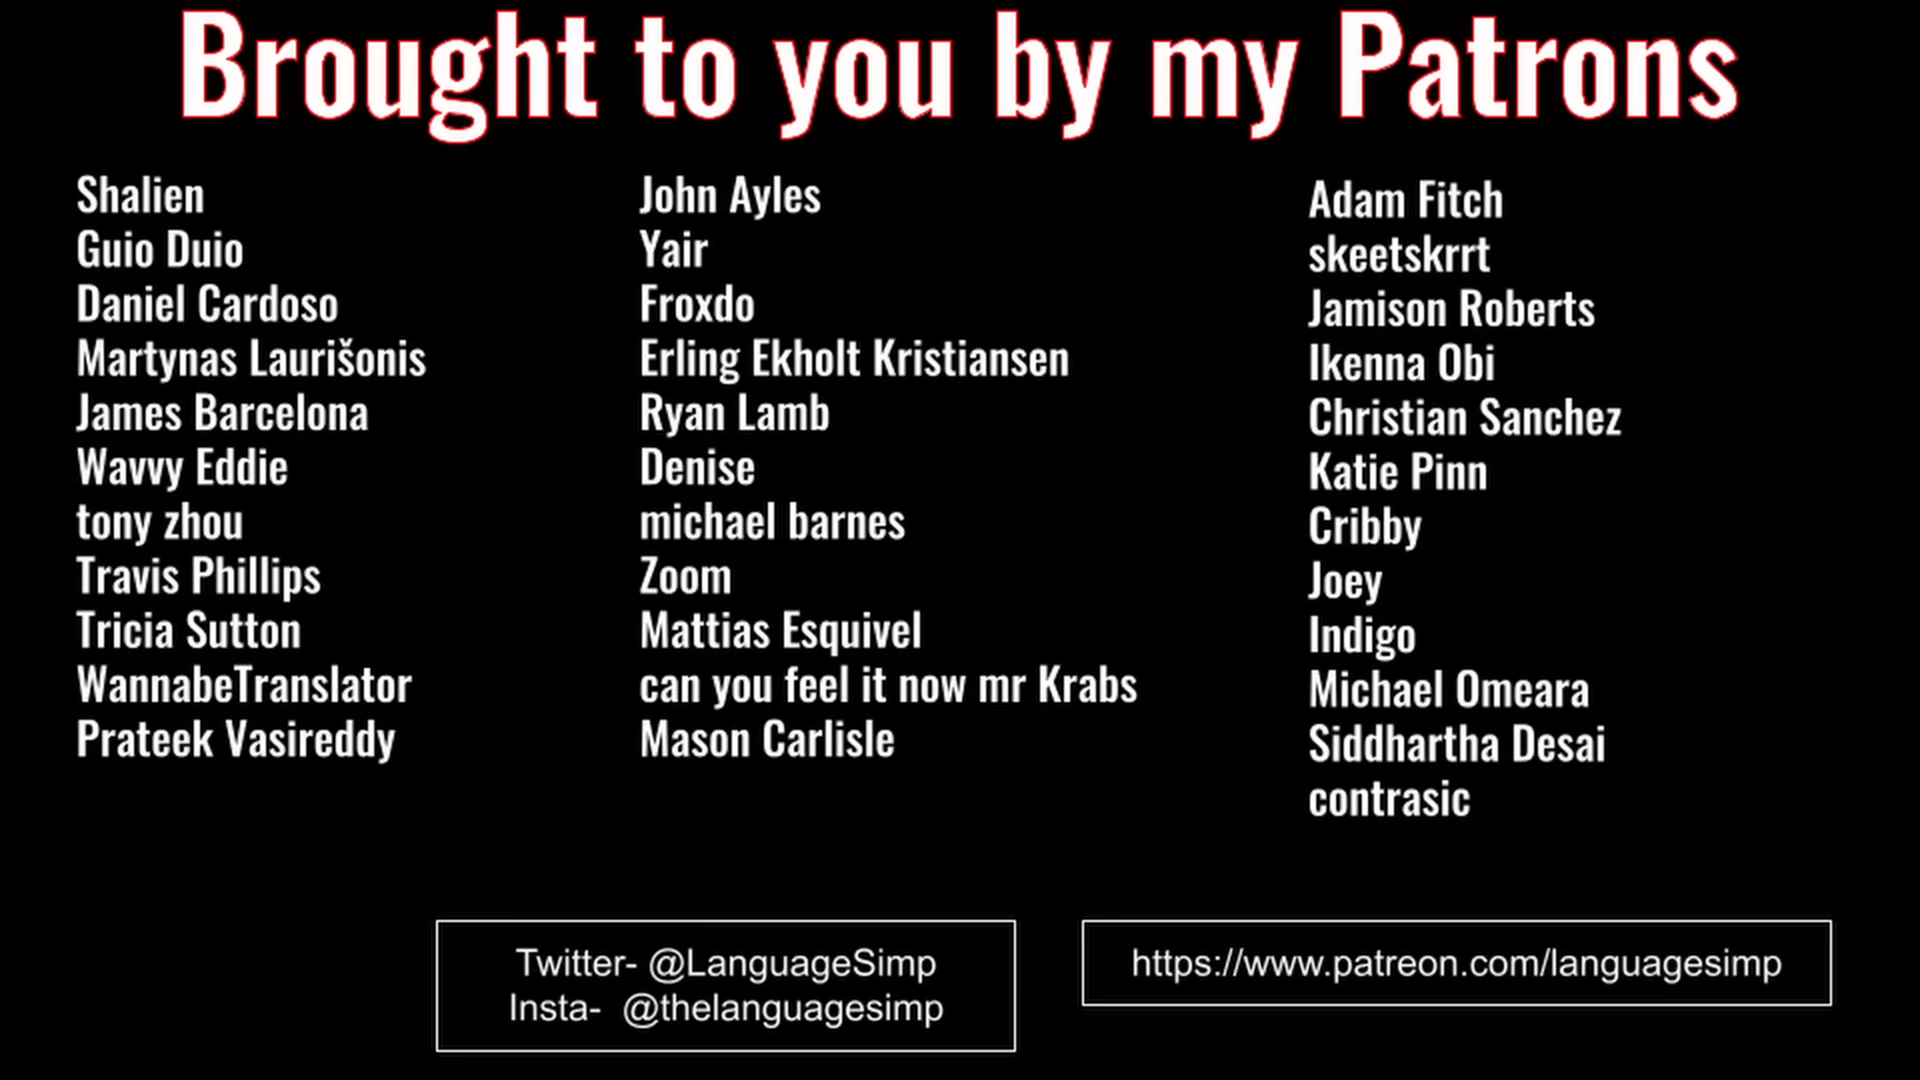 Brought to you by my Patrons
Shalien
Guio Duio
Daniel Cardoso
Martynas Laurišonis
James Barcelona
Wavvy Eddie
tony zhou
Travis Phillips
Tricia Sutton
WannabeTranslator
Prateek Vasireddy
John Ayles
Yair
Froxdo
Erling Ekholt Kristiansen
Ryan Lamb
Denise
michael barnes
Zoom
Mattias Esquivel
can you feel it now mr Krabs
Mason Carlisle
Adam Fitch
skeetskrrt
Jamison Roberts
Ikenna Obi
Christian Sanchez
Katie Pinn
Cribby
Joey
Indigo
Michael Omeara
Siddhartha Desai
contrasic
Twitter- @LanguageSimp
Insta- @thelanguagesimp
https://www.patreon.com/languagesimp